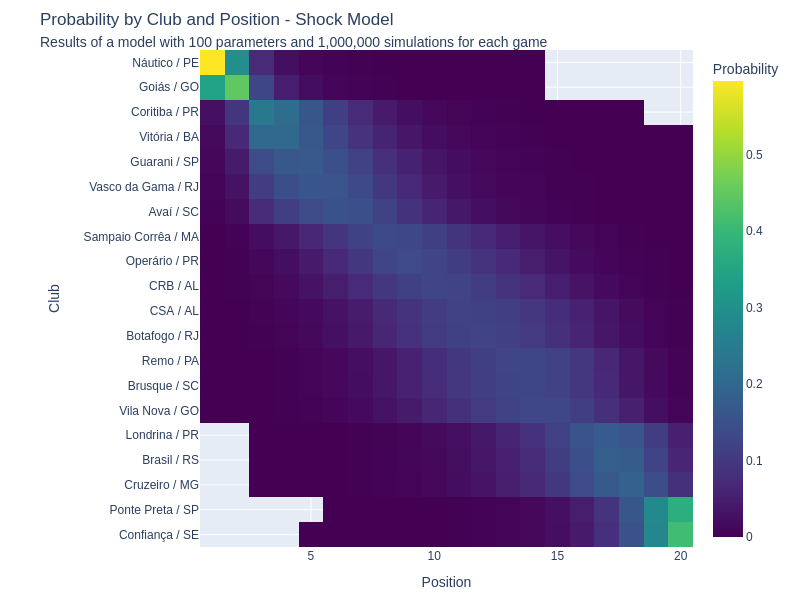 Probability by Club and Position - Shock Model
Results of a model with 100 parameters and 1,000,000 simulations for each game
Probability
Náutico / PE
Goiás / GO
Coritiba / PR
Vitória / BA
Guarani / SP
Vasco da Gama / RJ
Avaí / SC
Sampaio Corrêa / MA
Operário / PR
CRB / AL
CSA / AL
Botafogo / RJ
Remo / PA
Brusque / SC
Vila Nova / GO
Londrina / PR
Brasil / RS
Cruzeiro / MG
Ponte Preta / SP
Confiança / SE
Club
5
10
15
20
Position
0.5
0.4
0.3
0.2
0.1
0